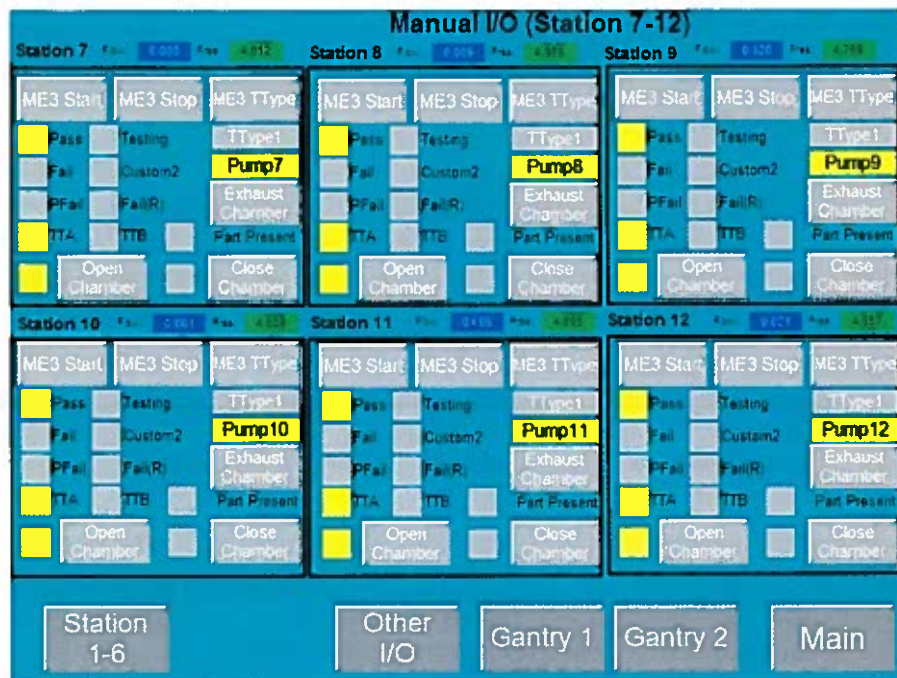 Manual I/O (Station 7-12)
Station 7 0.000 4.912
Station 8
Station 9
ME3 Start ME3 Stop ME3 TType
ME3 Start ME3 Stop ME3 TType
ME3 Start ME3 Stop ME3 TType
Pass Testing TType1
Pass Testing TType1
Pass Testing TType1
Fail Custom2 Pump7
Fail Custom2 Pump8
Fail Custom2 Pump9
PFail Fail(R) Exhaust Chamber
PFail Fail(R) Exhaust Chamber
PFail Fail(R) Exhaust Chamber
TTA TTB Part Present
TTA TTB Part Present
TTA TTB Part Present
Open Chamber Close Chamber
Open Chamber Close Chamber
Open Chamber Close Chamber
Station 10 0.001
Station 11
Station 12
ME3 Start ME3 Stop ME3 TType
ME3 Start ME3 Stop ME3 TType
ME3 Start ME3 Stop ME3 TType
Pass Testing TType1
Pass Testing TType1
Pass Testing TType1
Fail Custom2 Pump10
Fail Custom2 Pump11
Fail Custom2 Pump12
PFail Fail(R) Exhaust Chamber
PFail Fail(R) Exhaust Chamber
PFail Fail(R) Exhaust Chamber
TTA TTB Part Present
TTA TTB Part Present
TTA TTB Part Present
Open Chamber Close Chamber
Open Chamber Close Chamber
Open Chamber Close Chamber
Station 1-6
Other I/O
Gantry 1
Gantry 2
Main